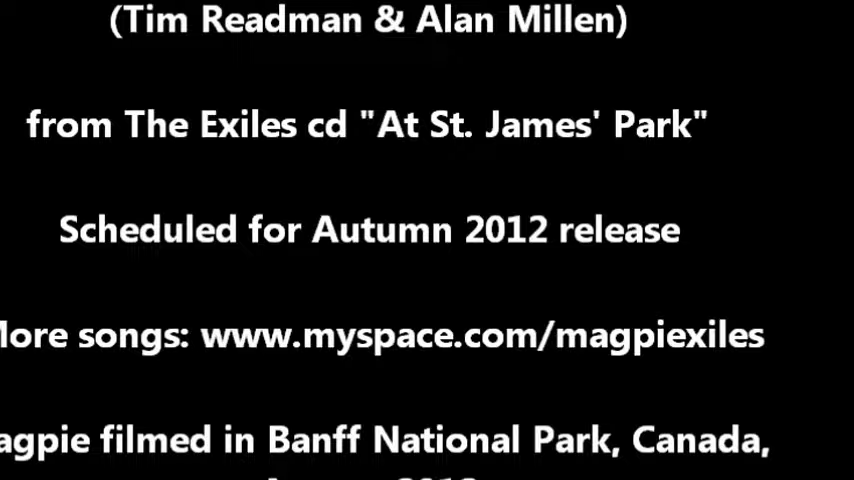 (Tim Readman & Alan Millen)
from The Exiles cd "At St. James' Park"
Scheduled for Autumn 2012 release
More songs: www.myspace.com/magpiexiles
agpie filmed in Banff National Park, Canada,